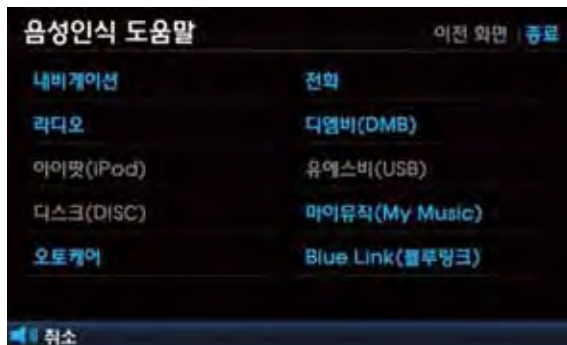 음성인식 도움말 이전 화면 종료
내비게이션 전화
라디오 디엠비(DMB)
아이팟(iPod) 유에스비(USB)
디스크(DISC) 마이뮤직(My Music)
오토케어 Blue Link(블루링크)
취소